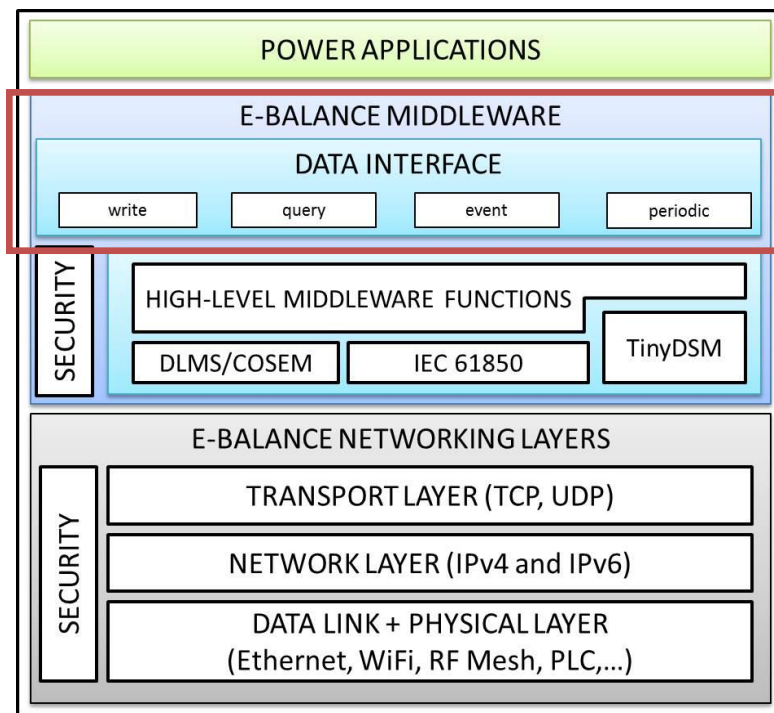 POWER APPLICATIONS
E-BALANCE MIDDLEWARE
DATA INTERFACE
write
query
event
periodic
SECURITY
HIGH-LEVEL MIDDLEWARE FUNCTIONS
TinyDSM
DLMS/COSEM
IEC 61850
E-BALANCE NETWORKING LAYERS
SECURITY
TRANSPORT LAYER (TCP, UDP)
NETWORK LAYER (IPv4 and IPv6)
DATA LINK + PHYSICAL LAYER
(Ethernet, WiFi, RF Mesh, PLC,...)